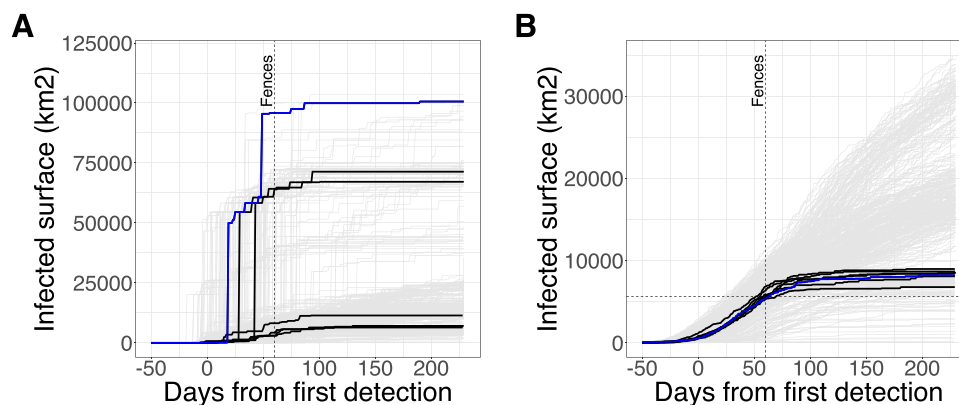 A
Infected surface (km2)
125000
100000
75000
50000
25000
0
Fences
-50 0 50 100 150 200
Days from first detection
B
Infected surface (km2)
30000
20000
10000
0
Fences
-50 0 50 100 150 200
Days from first detection